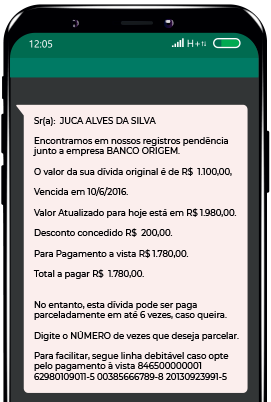 12:05
H+
Sr(a): JUCA ALVES DA SILVA
Encontramos em nossos registros pendência
junto a empresa BANCO ORIGEM.
O valor da sua dívida original é de R$ 1.100,00,
Vencida em 10/6/2016.
Valor Atualizado para hoje está em R$ 1.980,00.
Desconto concedido R$ 200,00.
Para Pagamento a vista R$ 1.780,00.
Total a pagar R$ 1.780,00.
No entanto, esta dívida pode ser paga
parceladamente em até 6 vezes, caso queira.
Digite o NÚMERO de vezes que deseja parcelar.
Para facilitar, segue linha debitável caso opte
pelo pagamento à vista 846500000001
62980109011-5 00385666789-8 20130923991-5